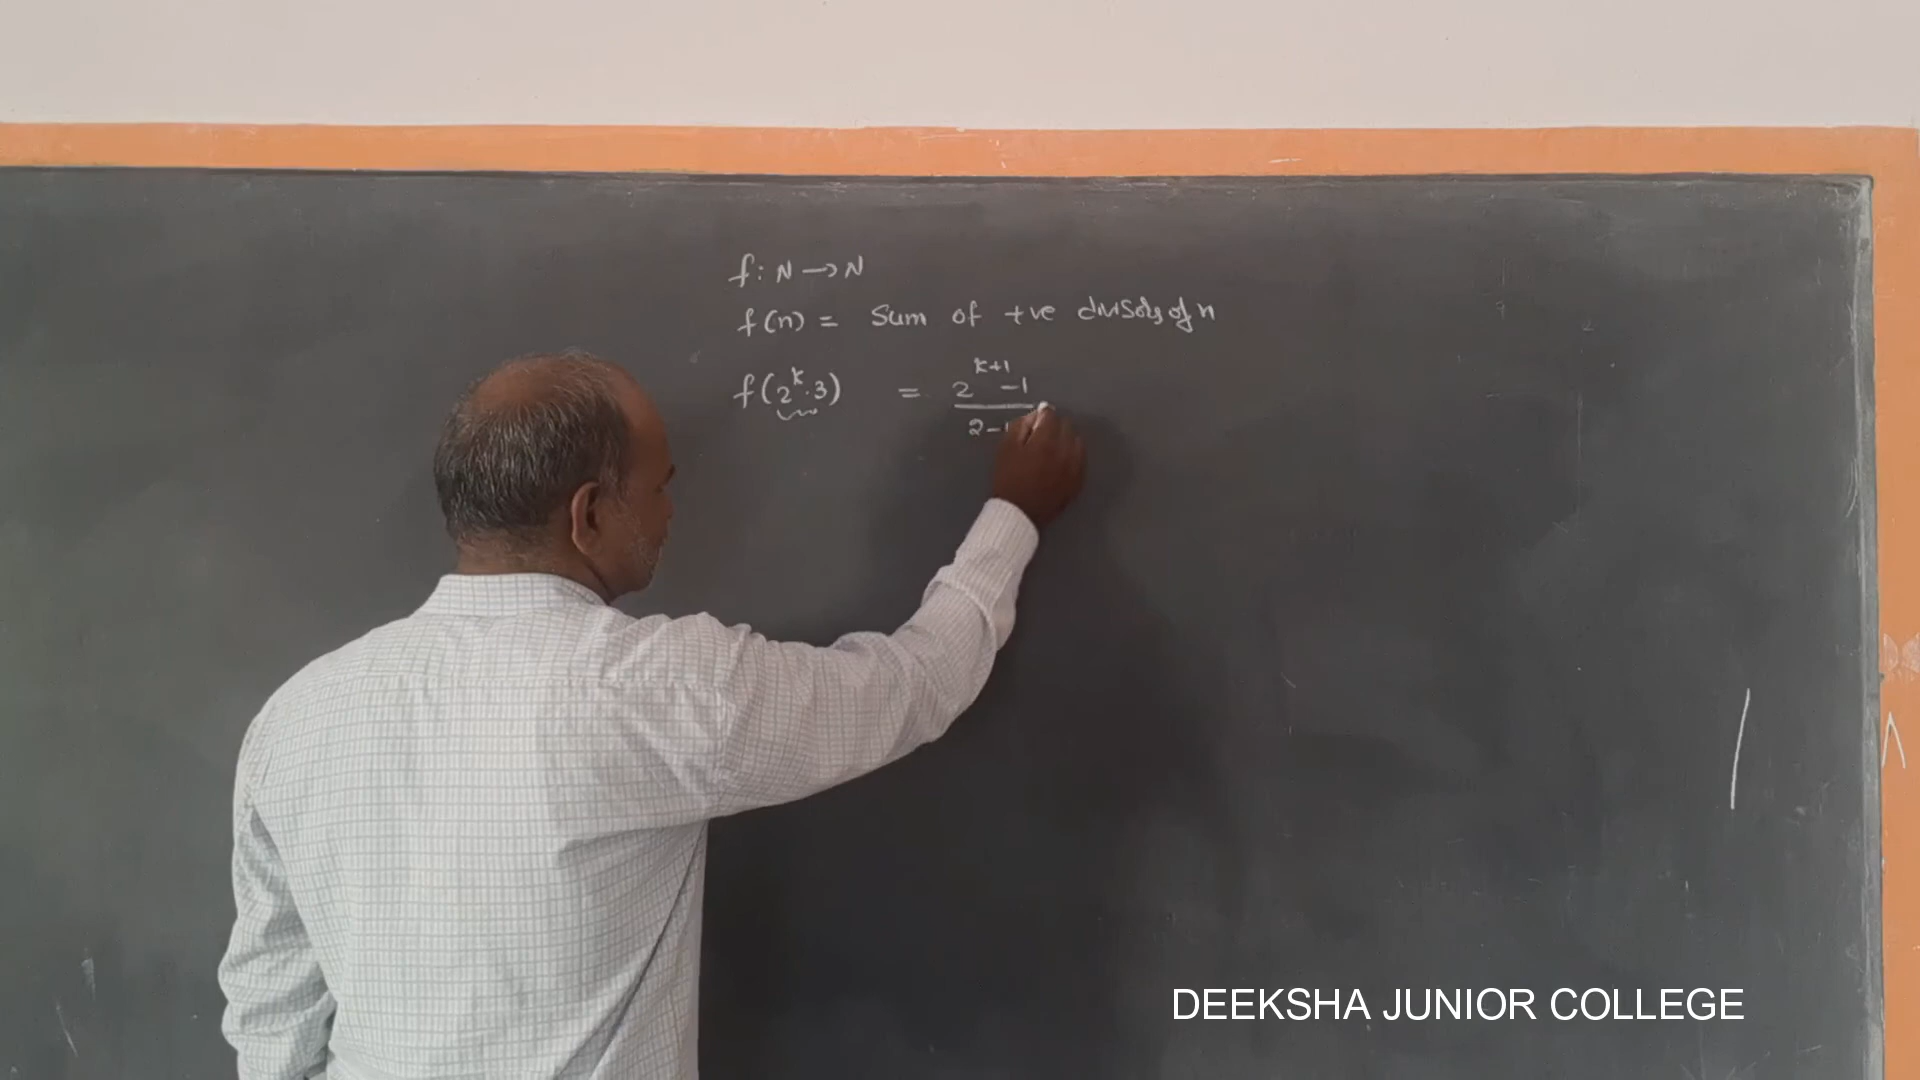 f : N → N
f(n) = Sum of +ve divisors of n
f(2^k · 3) = (2^(k+1) - 1) / (2 - 1
DEEKSHA JUNIOR COLLEGE